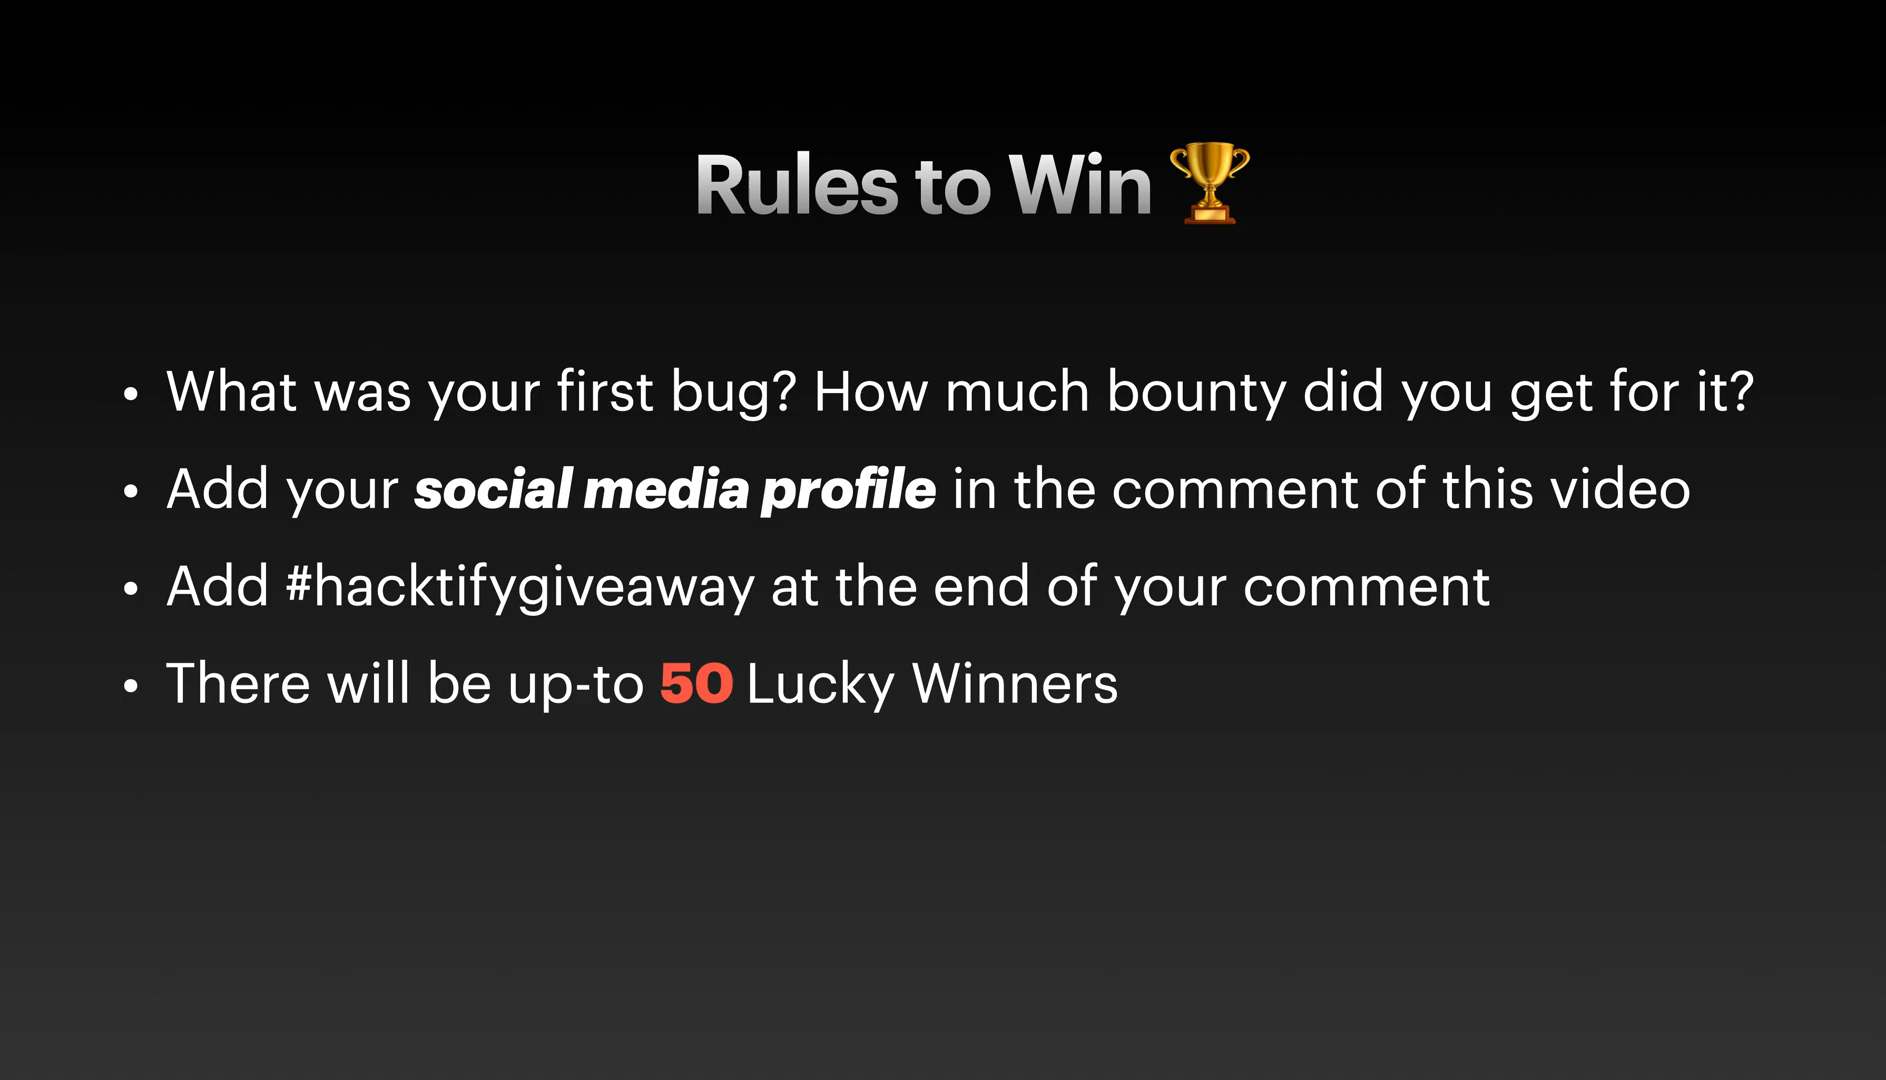 Rules to Win 🏆
• What was your first bug? How much bounty did you get for it?
• Add your social media profile in the comment of this video
• Add #hacktifygiveaway at the end of your comment
• There will be up-to 50 Lucky Winners